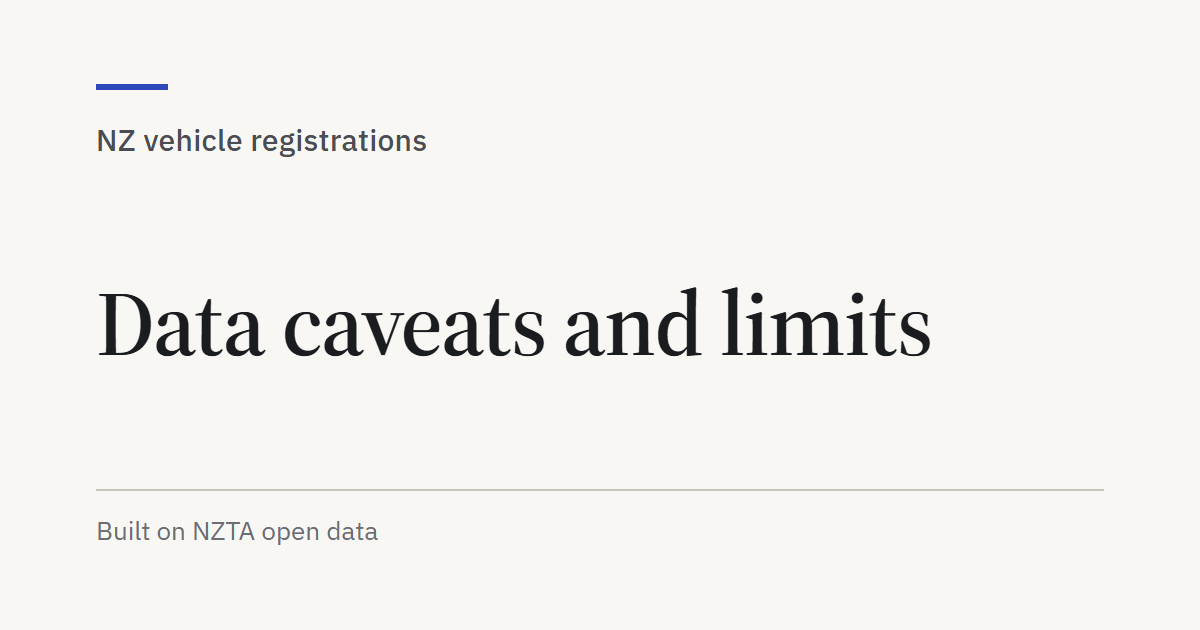 NZ vehicle registrations
Data caveats and limits
Built on NZTA open data